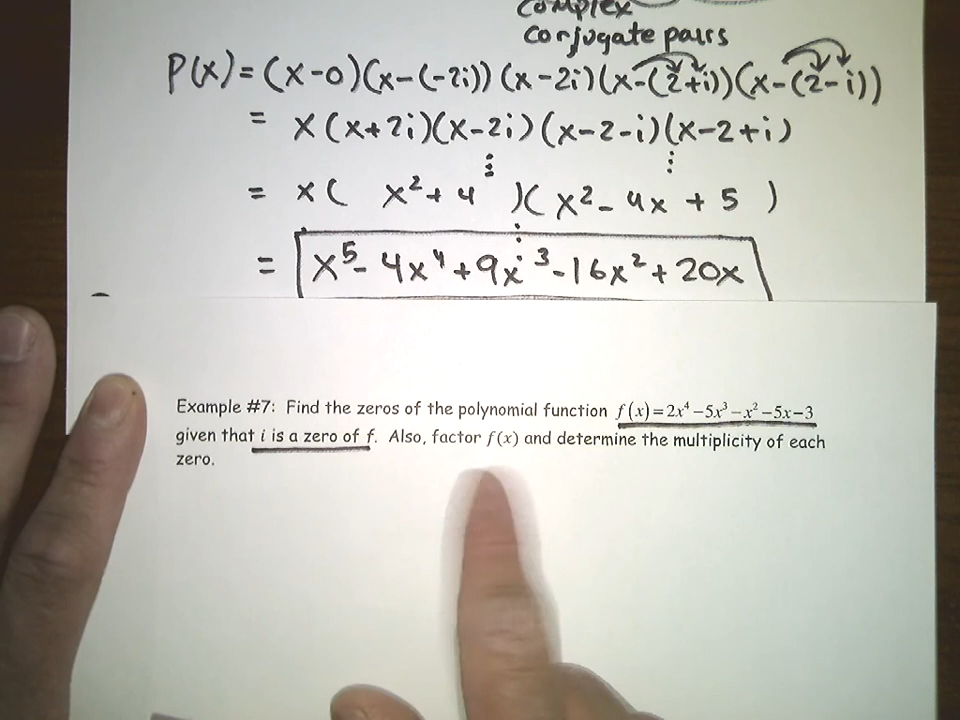 complex
conjugate pairs
P(x) = (x-0)(x-(-2i))(x-2i)(x-(2+i))(x-(2-i))
= x(x+2i)(x-2i)(x-2-i)(x-2+i)
= x( x²+4 )( x²-4x+5 )
= x⁵-4x⁴+9x³-16x²+20x
Example #7: Find the zeros of the polynomial function f(x)=2x⁴-5x³-x²-5x-3
given that i is a zero of f. Also, factor f(x) and determine the multiplicity of each
zero.